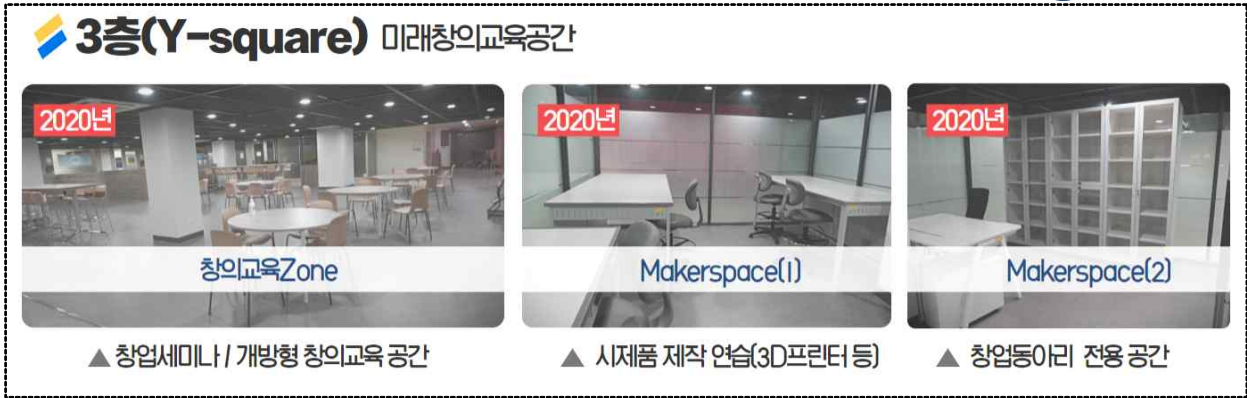 3층(Y-square) 미래창의교육공간
2020년
2020년
2020년
창의교육Zone
Makerspace(1)
Makerspace(2)
▲ 창업세미나 / 개방형 창의교육 공간
▲ 시제품 제작 연습(3D프린터 등)
▲ 창업동아리 전용 공간